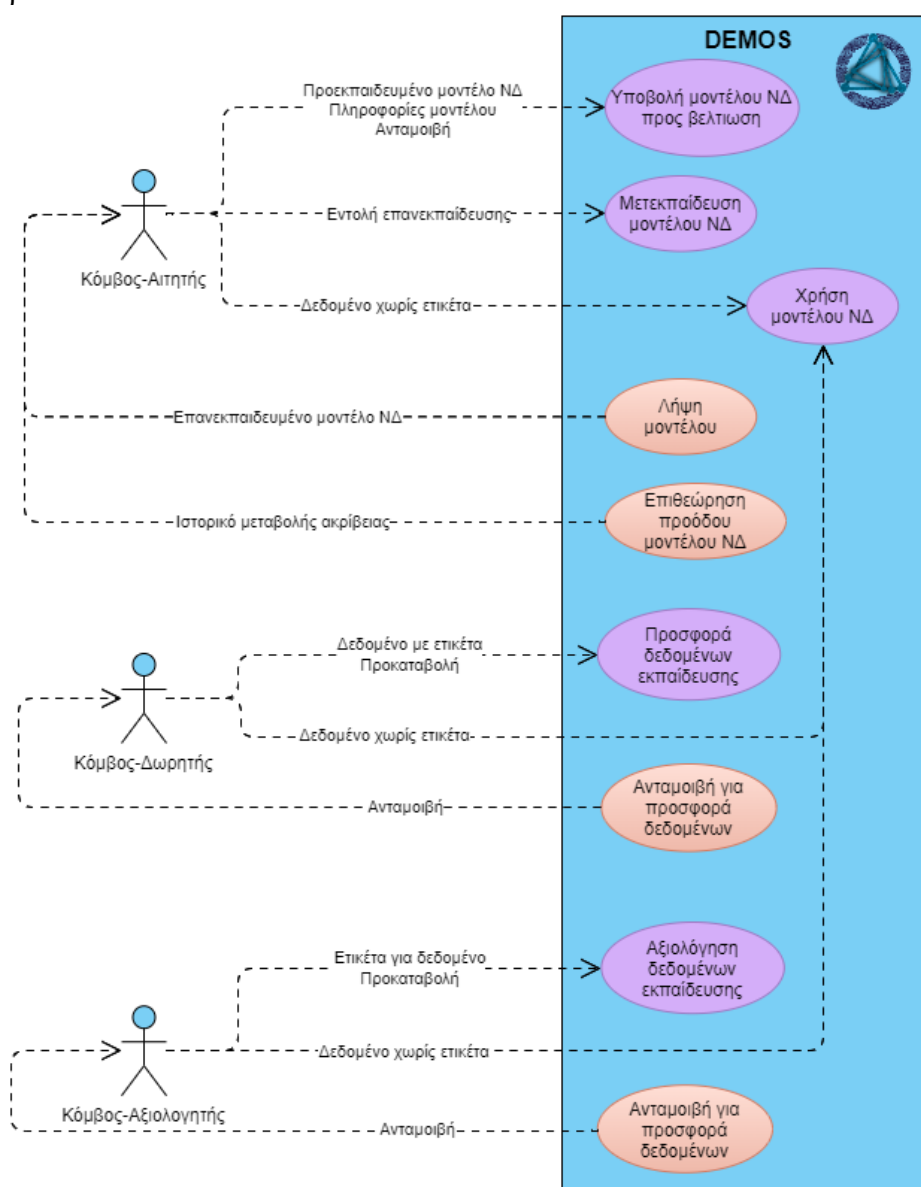 DEMOS
Προεκπαιδευμένο μοντέλο ΝΔ
Πληροφορίες μοντέλου
Ανταμοιβή
Υποβολή μοντέλου ΝΔ
προς βελτιωση
Κόμβος-Αιτητής
Εντολή επανεκπαίδευσης
Μετεκπαίδευση
μοντέλου ΝΔ
Δεδομένο χωρίς ετικέτα
Χρήση
μοντέλου ΝΔ
Επανεκπαιδευμένο μοντέλο ΝΔ
Λήψη
μοντέλου
Ιστορικό μεταβολής ακρίβειας
Επιθεώρηση
προόδου
μοντέλου ΝΔ
Δεδομένο με ετικέτα
Προκαταβολή
Προσφορά
δεδομένων
εκπαίδευσης
Κόμβος-Δωρητής
Δεδομένο χωρίς ετικέτα
Ανταμοιβή
Ανταμοιβή για
προσφορά
δεδομένων
Ετικέτα για δεδομένο
Προκαταβολή
Αξιολόγηση
δεδομένων
εκπαίδευσης
Κόμβος-Αξιολογητής
Δεδομένο χωρίς ετικέτα
Ανταμοιβή
Ανταμοιβή για
προσφορά
δεδομένων